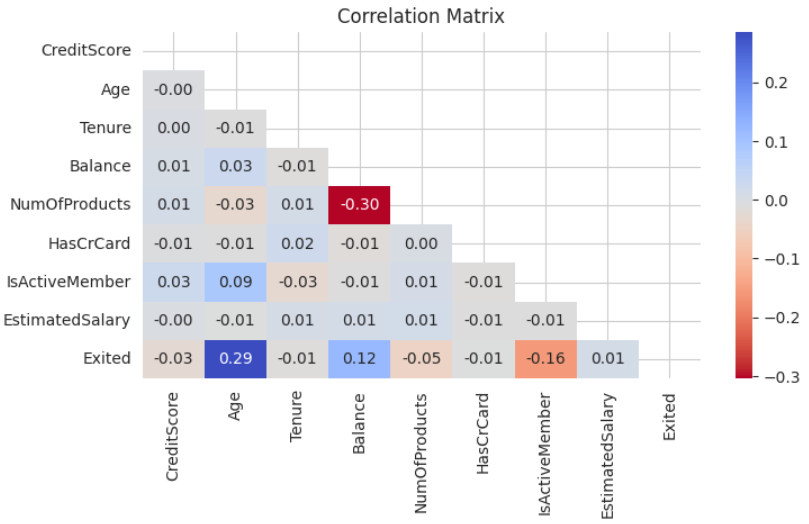 Correlation Matrix
CreditScore
Age -0.00
Tenure 0.00 -0.01
Balance 0.01 0.03 -0.01
NumOfProducts 0.01 -0.03 0.01 -0.30
HasCrCard -0.01 -0.01 0.02 -0.01 0.00
IsActiveMember 0.03 0.09 -0.03 -0.01 0.01 -0.01
EstimatedSalary -0.00 -0.01 0.01 0.01 0.01 -0.01 -0.01
Exited -0.03 0.29 -0.01 0.12 -0.05 -0.01 -0.16 0.01
CreditScore
Age
Tenure
Balance
NumOfProducts
HasCrCard
IsActiveMember
EstimatedSalary
Exited
0.2
0.1
0.0
−0.1
−0.2
−0.3